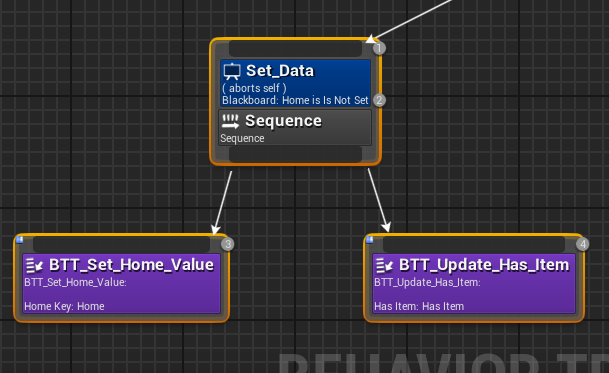 1
Set_Data
( aborts self )
Blackboard: Home is Is Not Set
2
Sequence
Sequence
3
BTT_Set_Home_Value
BTT_Set_Home_Value:
Home Key: Home
4
BTT_Update_Has_Item
BTT_Update_Has_Item:
Has Item: Has Item
BEHAVIOR